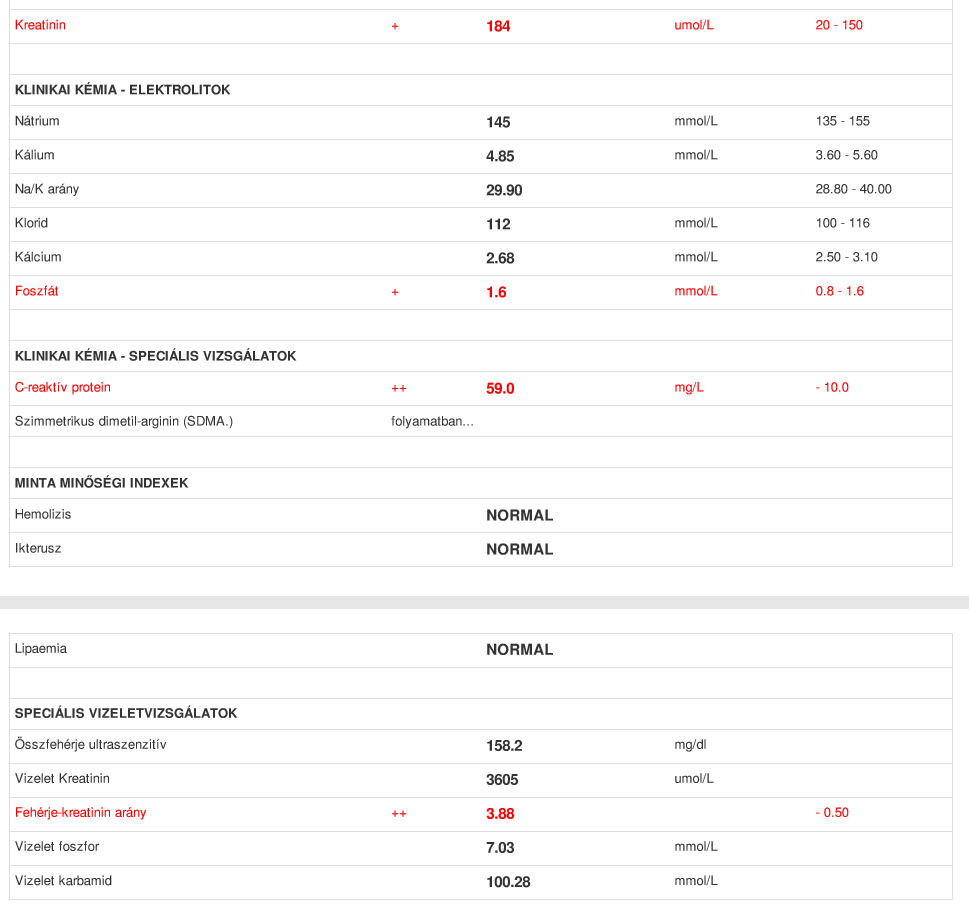 Kreatinin + 184 umol/L 20 - 150
KLINIKAI KÉMIA - ELEKTROLITOK
Nátrium 145 mmol/L 135 - 155
Kálium 4.85 mmol/L 3.60 - 5.60
Na/K arány 29.90 28.80 - 40.00
Klorid 112 mmol/L 100 - 116
Kálcium 2.68 mmol/L 2.50 - 3.10
Foszfát + 1.6 mmol/L 0.8 - 1.6
KLINIKAI KÉMIA - SPECIÁLIS VIZSGÁLATOK
C-reaktív protein ++ 59.0 mg/L - 10.0
Szimmetrikus dimetil-arginin (SDMA.) folyamatban...
MINTA MINŐSÉGI INDEXEK
Hemolizis NORMAL
Ikterusz NORMAL
Lipaemia NORMAL
SPECIÁLIS VIZELETVIZSGÁLATOK
Összfehérje ultraszenzitív 158.2 mg/dl
Vizelet Kreatinin 3605 umol/L
Fehérje-kreatinin arány ++ 3.88 - 0.50
Vizelet foszfor 7.03 mmol/L
Vizelet karbamid 100.28 mmol/L